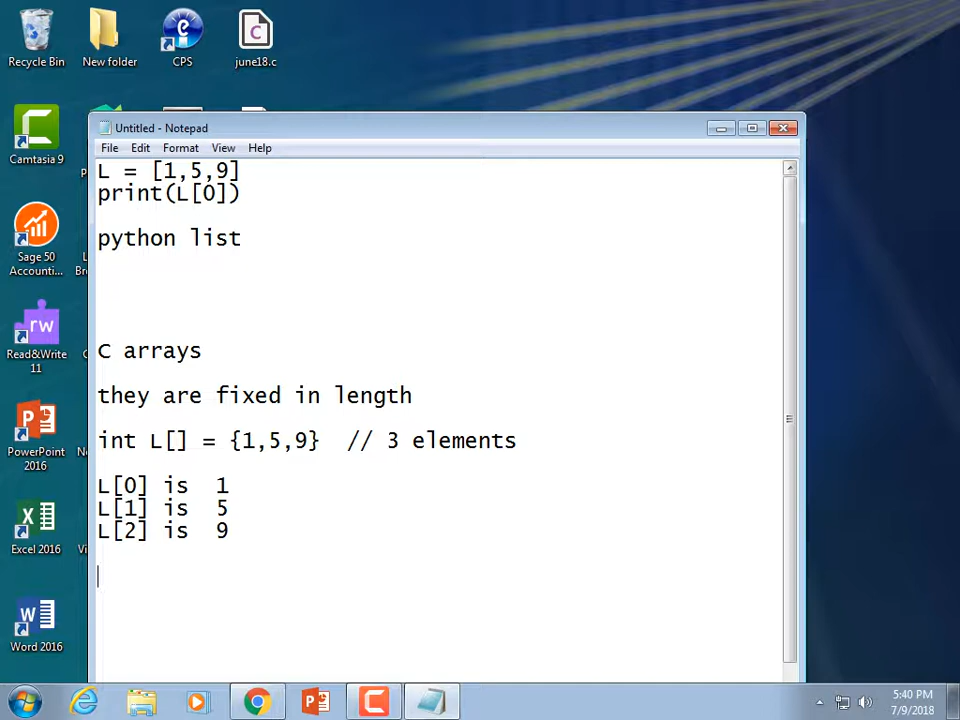 Recycle Bin
New folder
CPS
june18.c
Camtasia 9
Sage 50
Accounti...
Read&Write
11
PowerPoint
2016
Excel 2016
Word 2016
Untitled - Notepad
File Edit Format View Help
L = [1,5,9]
print(L[0])
python list
C arrays
they are fixed in length
int L[] = {1,5,9}  // 3 elements
L[0] is  1
L[1] is  5
L[2] is  9
5:40 PM
7/9/2018